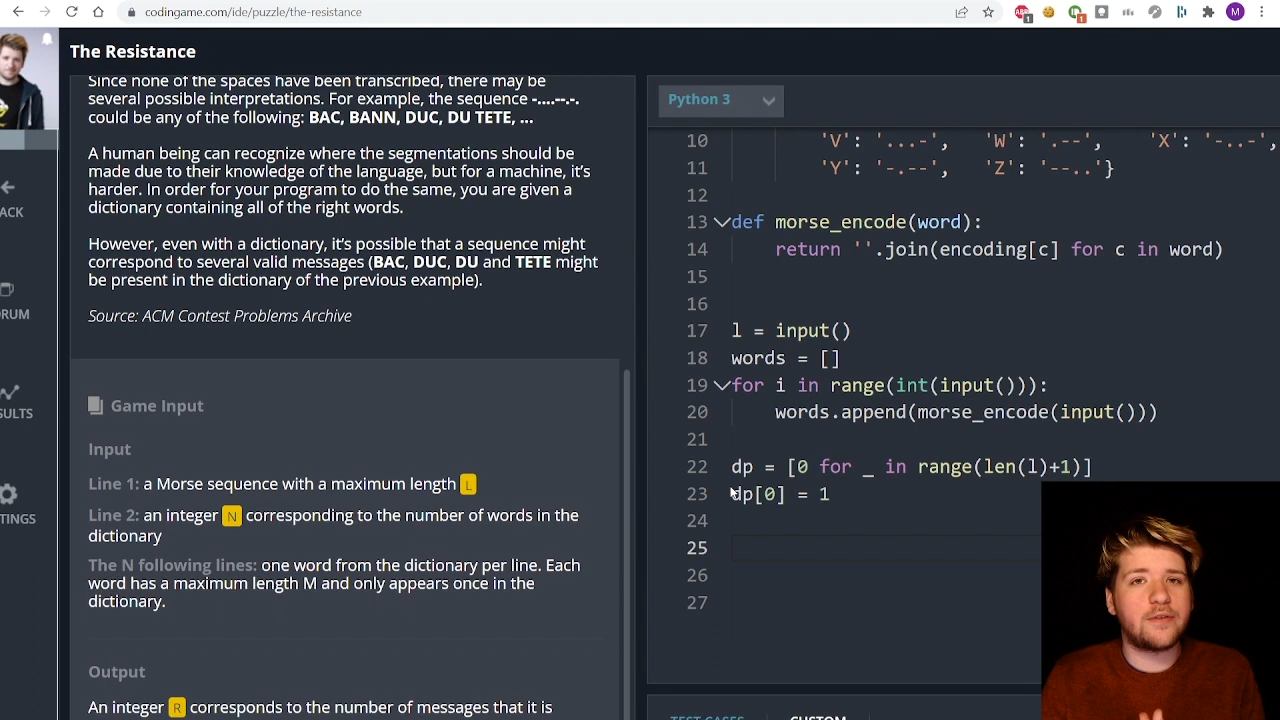 codingame.com/ide/puzzle/the-resistance
M
The Resistance
Since none of the spaces have been transcribed, there may be
several possible interpretations. For example, the sequence -....--.-.
could be any of the following: BAC, BANN, DUC, DU TETE, ...
A human being can recognize where the segmentations should be
made due to their knowledge of the language, but for a machine, it's
harder. In order for your program to do the same, you are given a
dictionary containing all of the right words.
However, even with a dictionary, it's possible that a sequence might
correspond to several valid messages (BAC, DUC, DU and TETE might
be present in the dictionary of the previous example).
Source: ACM Contest Problems Archive
Game Input
Input
Line 1: a Morse sequence with a maximum length L
Line 2: an integer N corresponding to the number of words in the
dictionary
The N following lines: one word from the dictionary per line. Each
word has a maximum length M and only appears once in the
dictionary.
Output
An integer R corresponds to the number of messages that it is
ACK
ORUM
SULTS
TINGS
Python 3
10 'V': '...-', 'W': '.--', 'X': '-..-',
11 'Y': '-.--', 'Z': '--..'}
12
13 def morse_encode(word):
14 return ''.join(encoding[c] for c in word)
15
16
17 l = input()
18 words = []
19 for i in range(int(input())):
20 words.append(morse_encode(input()))
21
22 dp = [0 for _ in range(len(l)+1)]
23 dp[0] = 1
24
25
26
27
TEST CASES CUSTOM